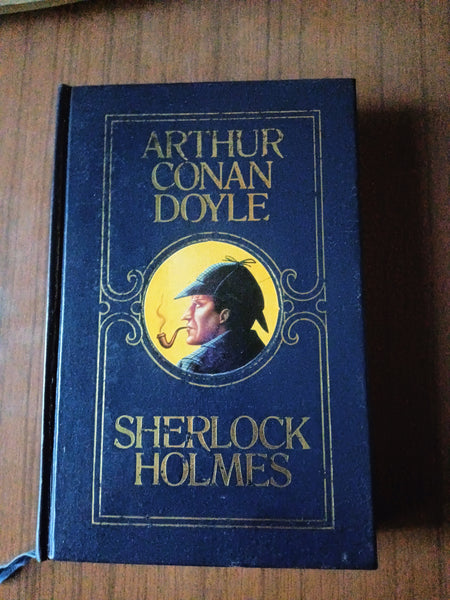 ARTHUR
CONAN
DOYLE
SHERLOCK
HOLMES